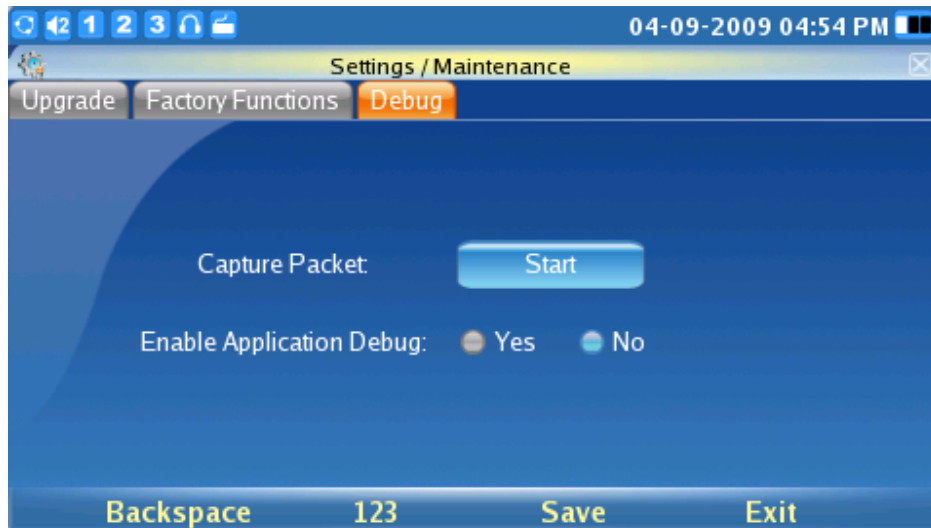 2 1 2 3 04-09-2009 04:54 PM
Settings / Maintenance
Upgrade Factory Functions Debug
Capture Packet: Start
Enable Application Debug: Yes No
Backspace 123 Save Exit